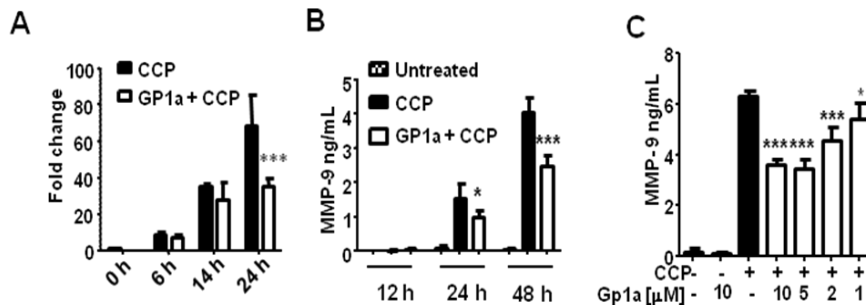 A
CCP
GP1a + CCP
Fold change
100
80
60
40
20
0
***
0 h
6 h
14 h
24 h
B
Untreated
CCP
GP1a + CCP
MMP-9 ng/mL
5
4
3
2
1
0
*
***
12 h
24 h
48 h
C
MMP- 9 ng/mL
8
6
4
2
0
*** *** *** *
CCP - - + + + + +
Gp1a [µM] - 10 - 10 5 2 1